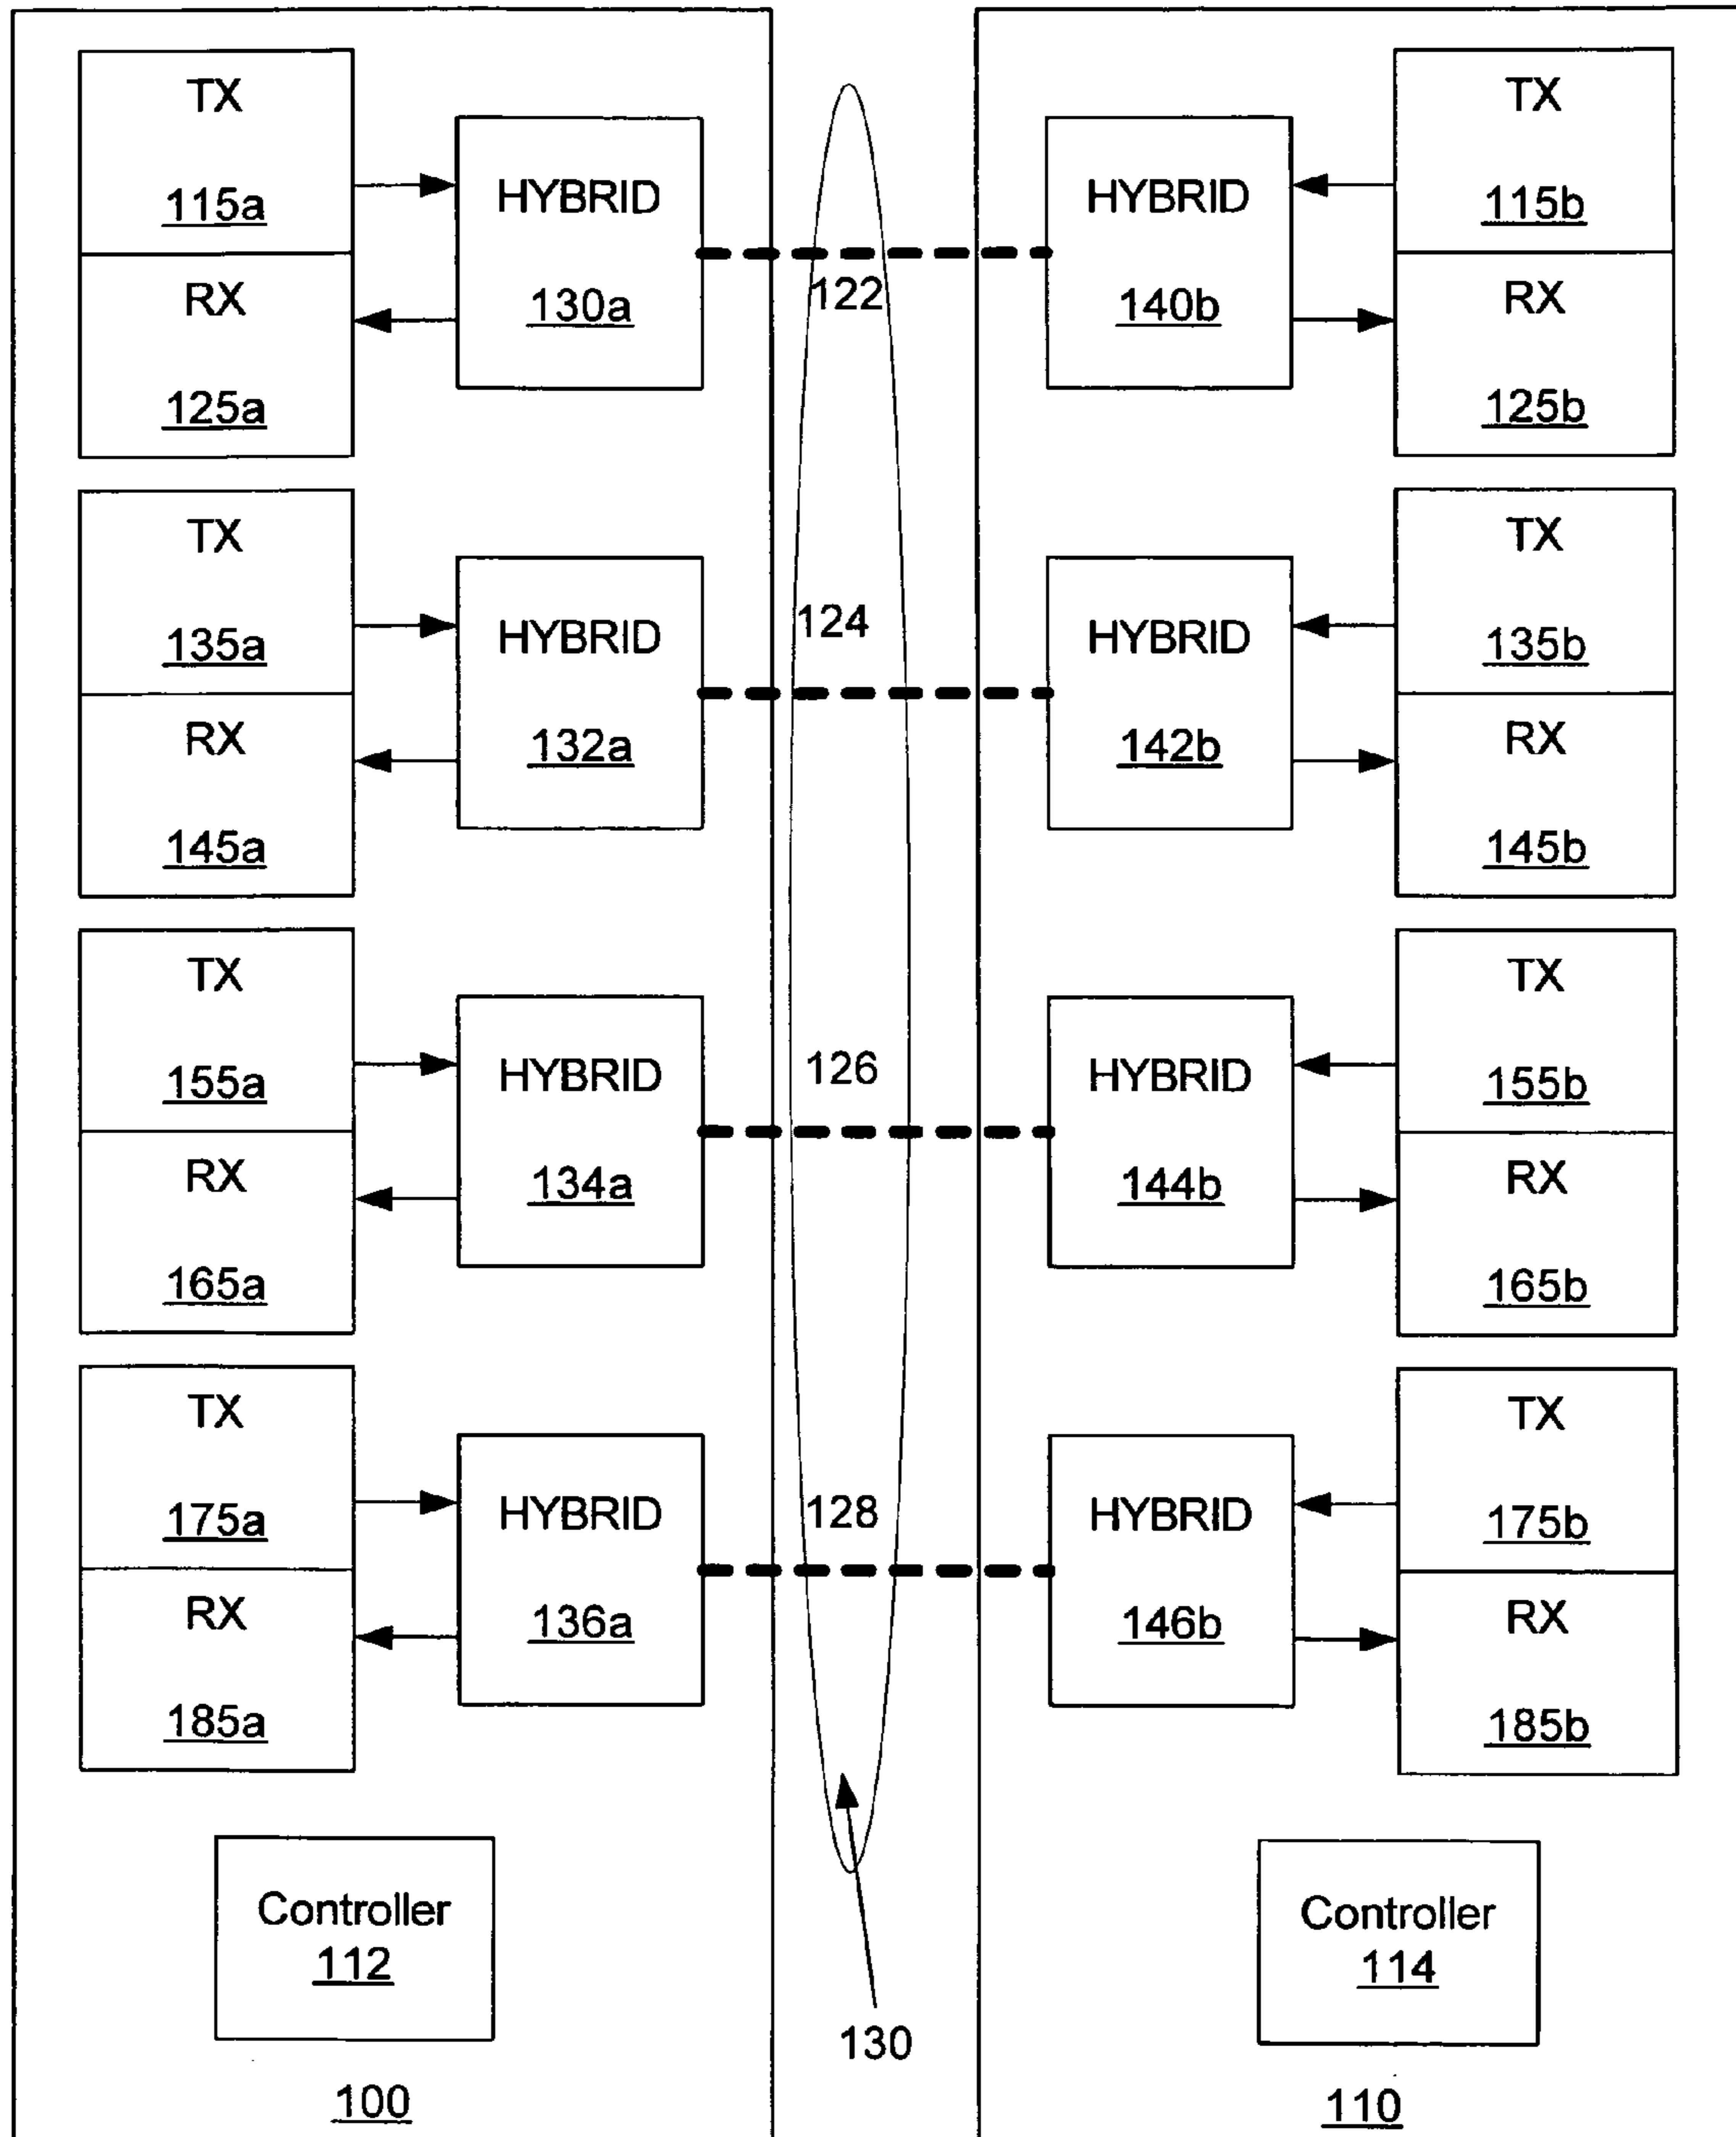 TX
115a
RX
125a
HYBRID
130a
122
HYBRID
140b
TX
115b
RX
125b
TX
135a
RX
145a
HYBRID
132a
124
HYBRID
142b
TX
135b
RX
145b
TX
155a
RX
165a
HYBRID
134a
126
HYBRID
144b
TX
155b
RX
165b
TX
175a
RX
185a
HYBRID
136a
128
HYBRID
146b
TX
175b
RX
185b
Controller
112
130
Controller
114
100
110